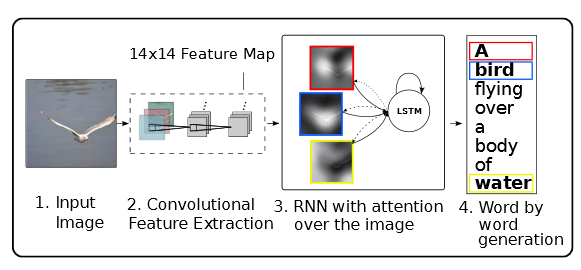 14x14 Feature Map
LSTM
A
bird
flying
over
a
body
of
water
1. Input
Image
2. Convolutional
Feature Extraction
3. RNN with attention
over the image
4. Word by
word
generation